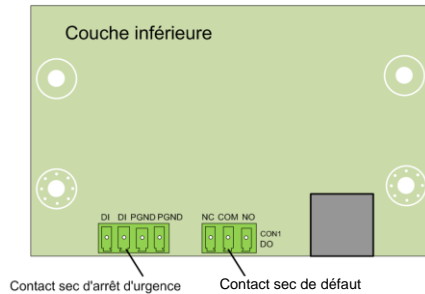 Couche inférieure
DI DI PGND PGND
NC COM NO
CON1
DO
Contact sec d'arrêt d'urgence
Contact sec de défaut